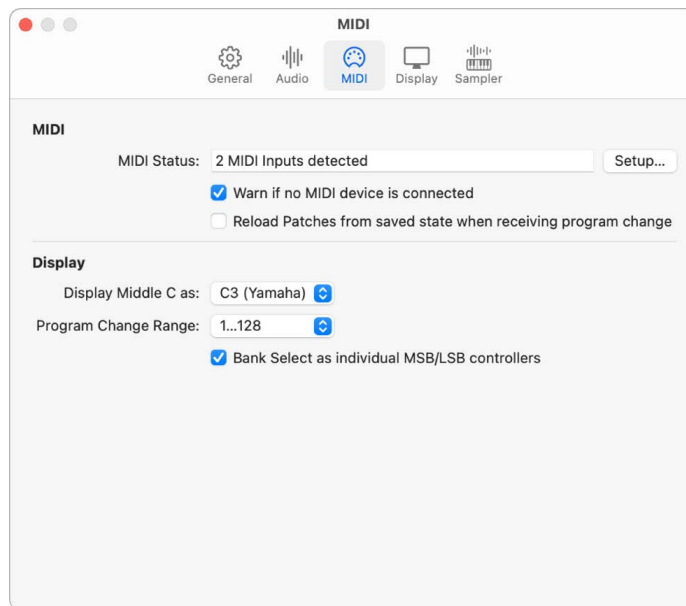 MIDI
General Audio MIDI Display Sampler
MIDI
MIDI Status: 2 MIDI Inputs detected Setup...
Warn if no MIDI device is connected
Reload Patches from saved state when receiving program change
Display
Display Middle C as: C3 (Yamaha)
Program Change Range: 1...128
Bank Select as individual MSB/LSB controllers